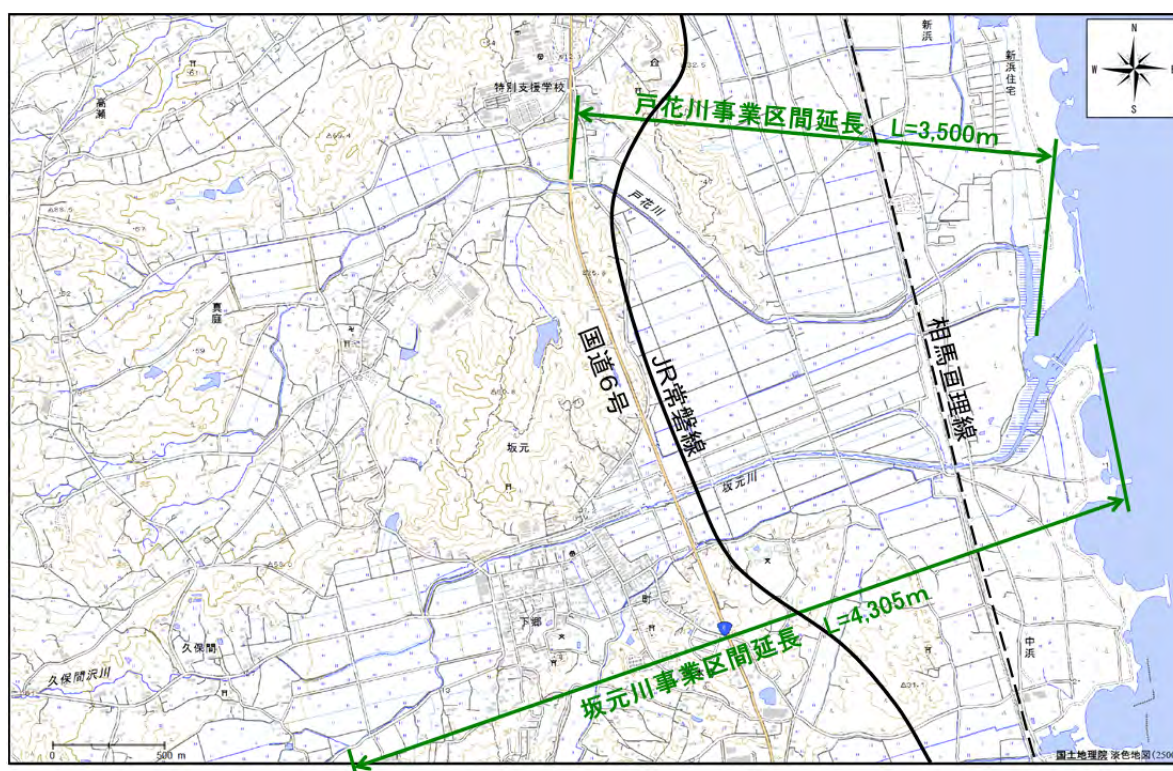 新浜
新浜住宅
N
W
E
S
特別支援学校
高瀬
戸花川事業区間延長 L=3,500m
戸花川
真庭
国道6号
JR常磐線
相馬亘理線
坂元
坂元川
町
下郷
坂元川事業区間延長 L=4,305m
中浜
久保間
久保間沢川
0 500 m
国土地理院 淡色地図(2500